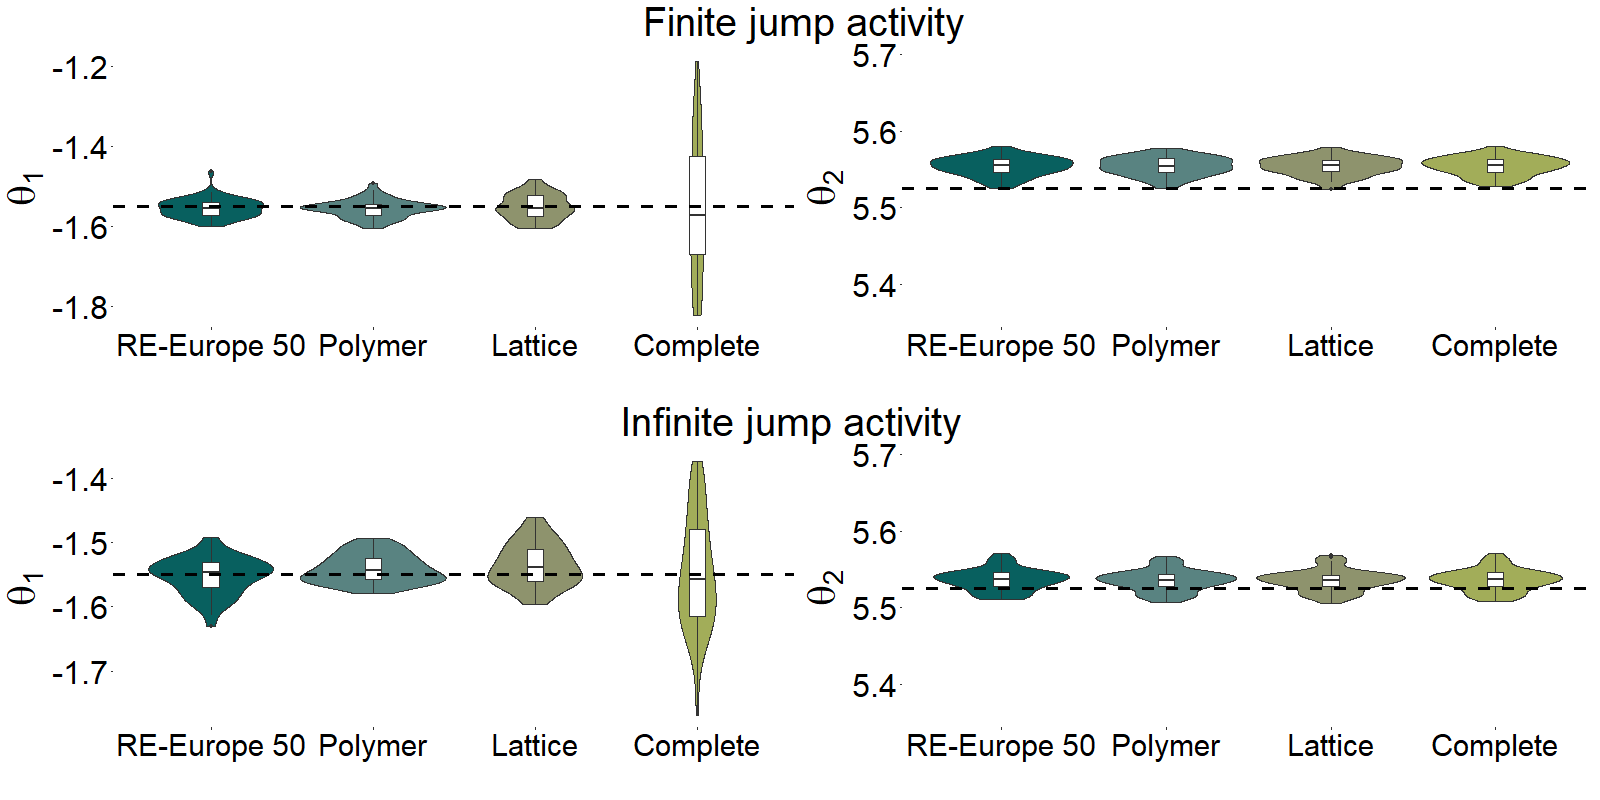 Finite jump activity
-1.2
-1.4
-1.6
-1.8
θ1
RE-Europe 50 Polymer Lattice Complete
5.7
5.6
5.5
5.4
θ2
RE-Europe 50 Polymer Lattice Complete
Infinite jump activity
-1.4
-1.5
-1.6
-1.7
θ1
RE-Europe 50 Polymer Lattice Complete
5.7
5.6
5.5
5.4
θ2
RE-Europe 50 Polymer Lattice Complete